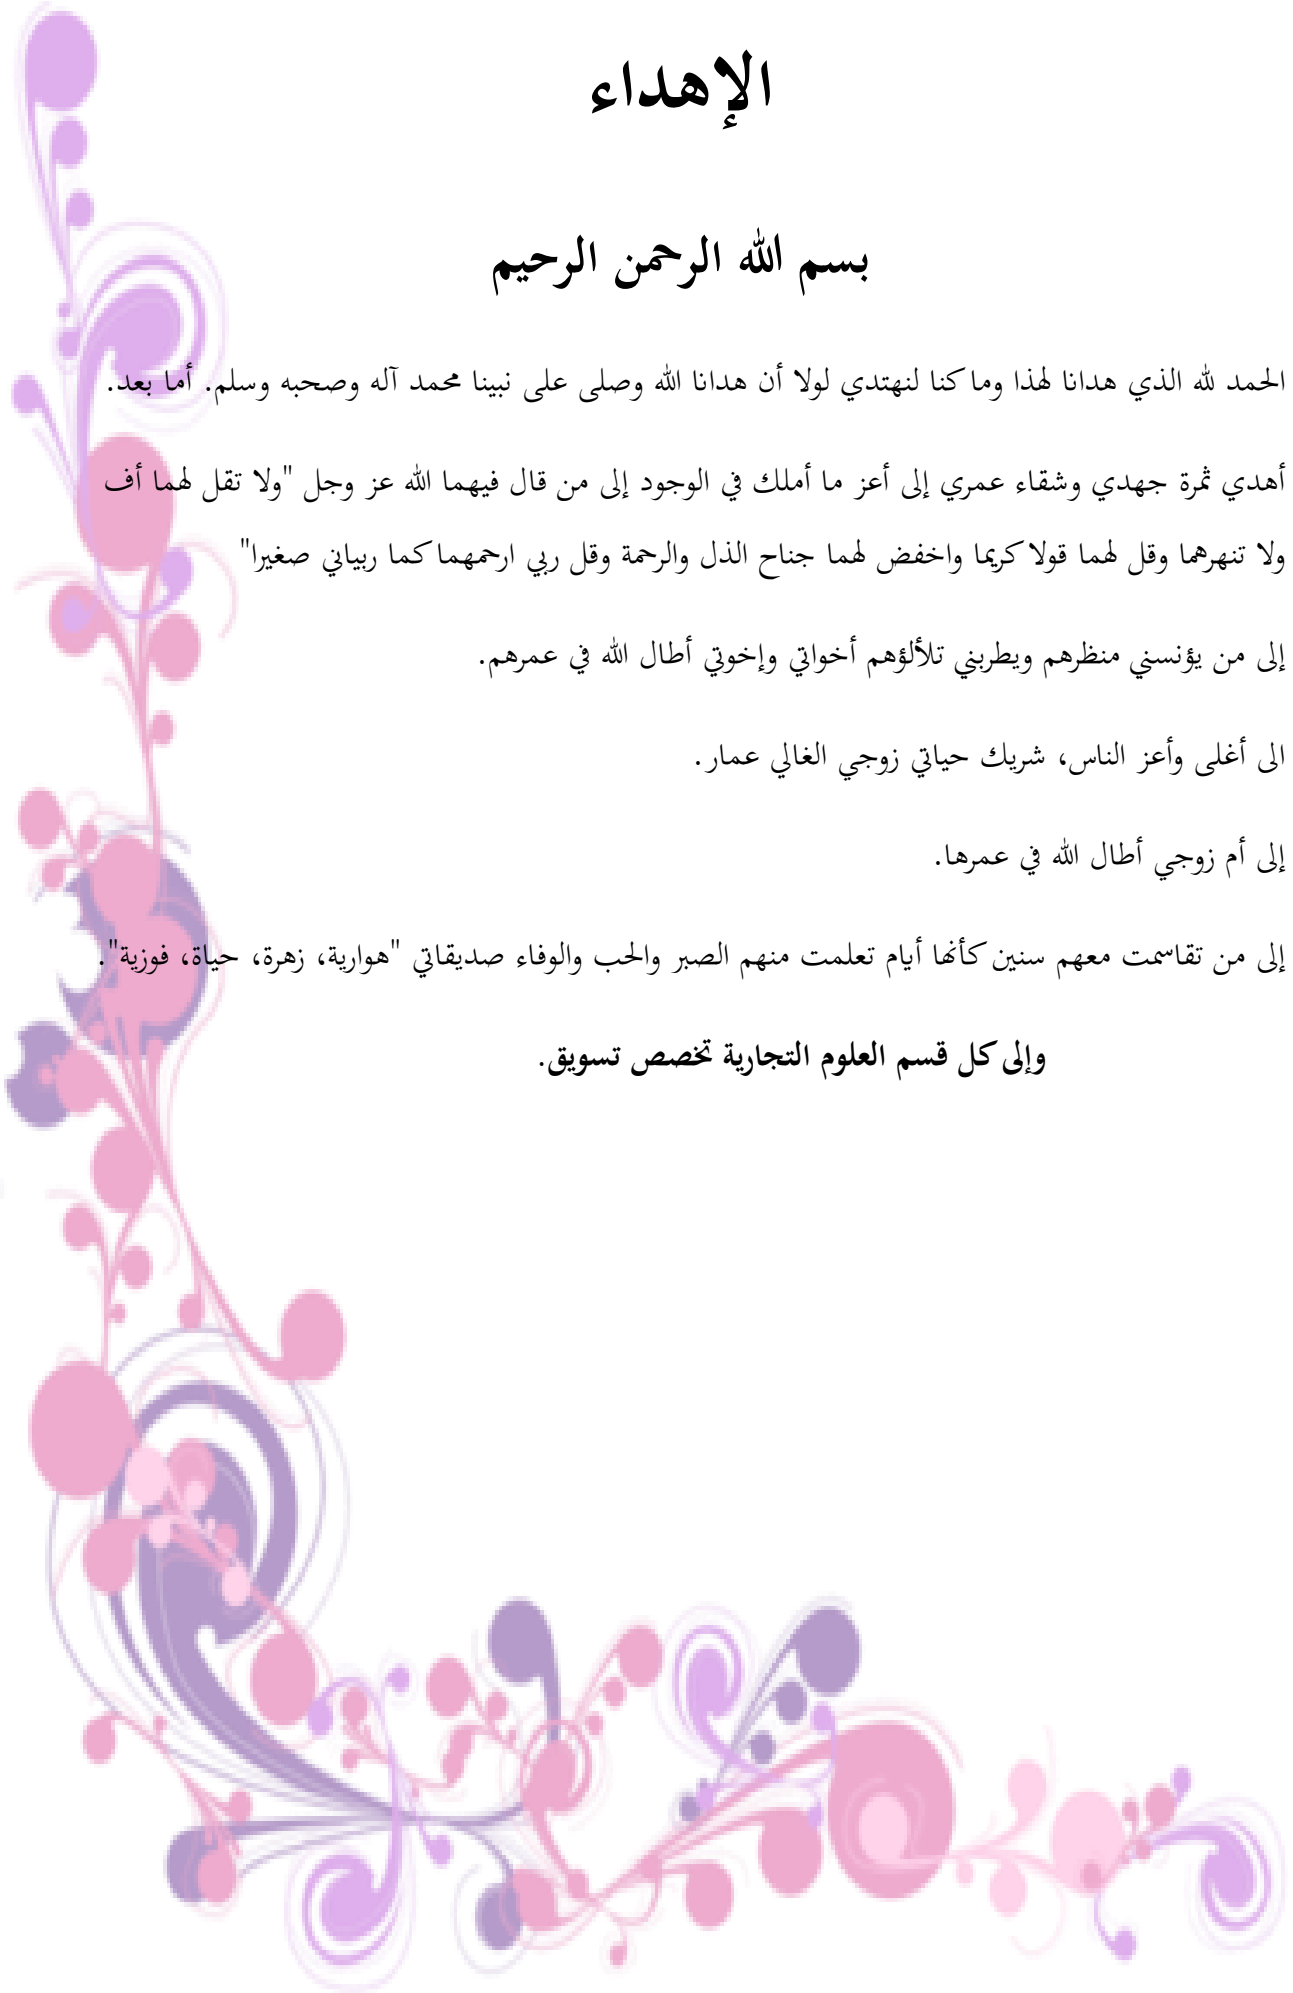 الإهداء
بسم الله الرحمن الرحيم
الحمد لله الذي هدانا لهذا وما كنا لنهتدي لولا أن هدانا الله وصلى على نبينا محمد آله وصحبه وسلم. أما بعد.
أهدي ثمرة جهدي وشقاء عمري إلى أعز ما أملك في الوجود إلى من قال فيهما الله عز وجل "ولا تقل لهما أف
ولا تنهرهما وقل لهما قولا كريما واخفض لهما جناح الذل والرحمة وقل ربي ارحمهما كما ربياني صغيرا"
إلى من يؤنسني منظرهم ويطربني تلألؤهم أخواتي وإخوتي أطال الله في عمرهم.
الى أغلى وأعز الناس، شريك حياتي زوجي الغالي عمار.
إلى أم زوجي أطال الله في عمرها.
إلى من تقاسمت معهم سنين كأنها أيام تعلمت منهم الصبر والحب والوفاء صديقاتي "هوارية، زهرة، حياة، فوزية".
وإلى كل قسم العلوم التجارية تخصص تسويق.